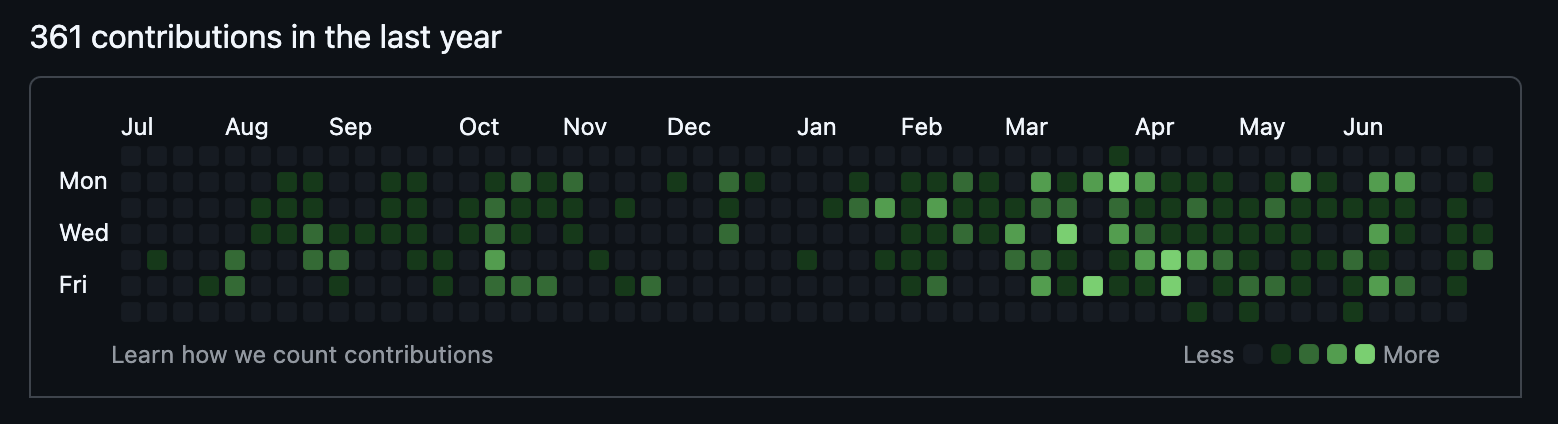 361 contributions in the last year
Jul Aug Sep Oct Nov Dec Jan Feb Mar Apr May Jun
Mon
Wed
Fri
Learn how we count contributions
Less More